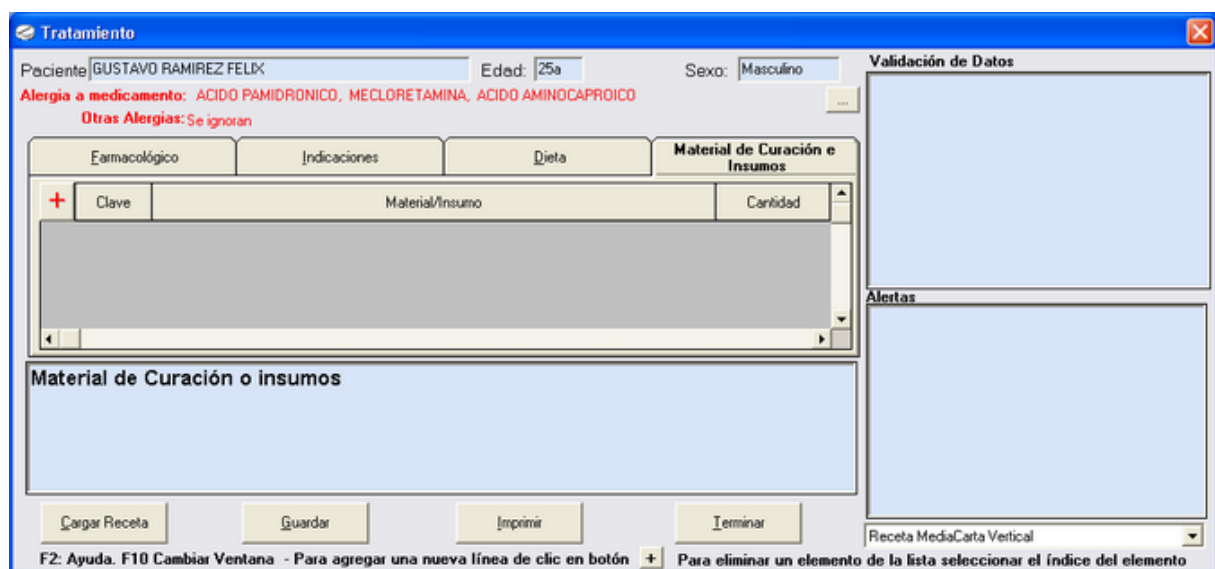 Tratamiento
Paciente GUSTAVO RAMIREZ FELIX Edad: 25a Sexo: Masculino
Validación de Datos
Alergia a medicamento: ACIDO PAMIDRONICO, MECLORETAMINA, ACIDO AMINOCAPROICO
...
Otras Alergias: Se ignoran
Farmacológico Indicaciones Dieta Material de Curación e Insumos
+ Clave Material/Insumo Cantidad
Alertas
Material de Curación o insumos
Cargar Receta Guardar Imprimir Terminar
Receta MediaCarta Vertical
F2: Ayuda. F10 Cambiar Ventana - Para agregar una nueva línea de clic en botón + Para eliminar un elemento de la lista seleccionar el índice del elemento